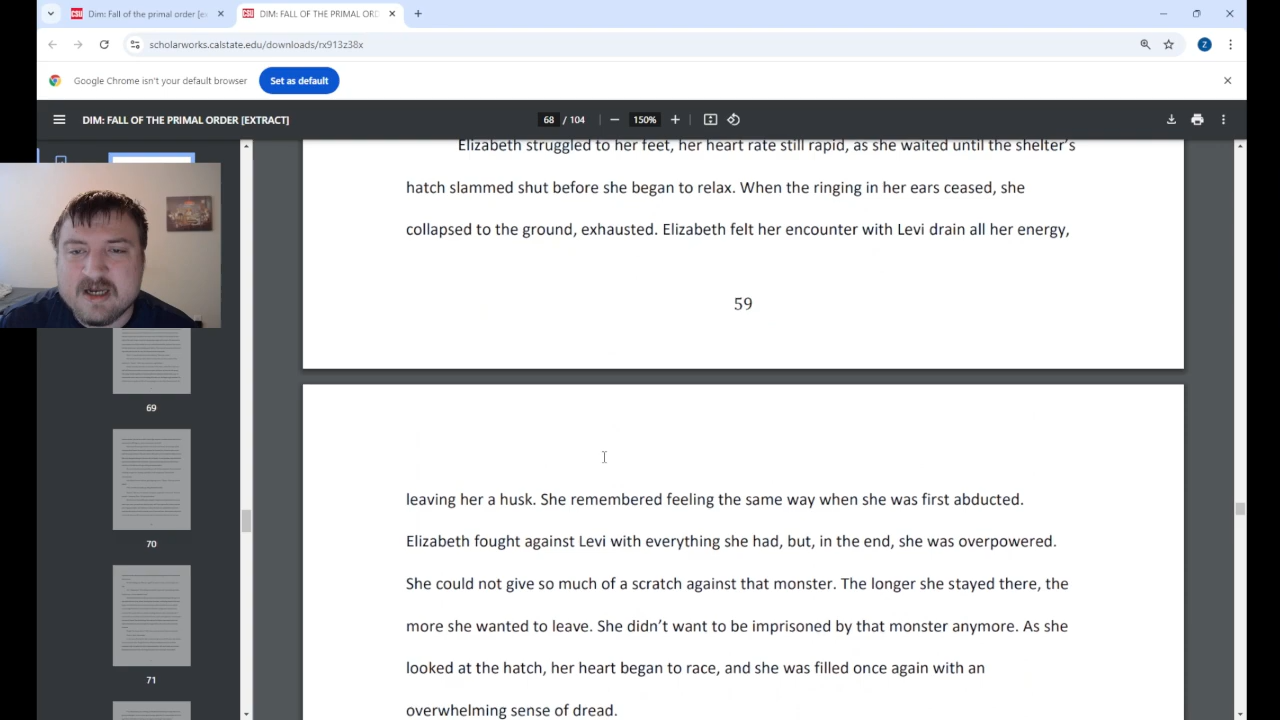 Dim: Fall of the primal order [ex
DIM: FALL OF THE PRIMAL ORD
scholarworks.calstate.edu/downloads/rx913z38x
Z
Google Chrome isn't your default browser
Set as default
DIM: FALL OF THE PRIMAL ORDER [EXTRACT]
68 / 104
150%
Elizabeth struggled to her feet, her heart rate still rapid, as she waited until the shelter's
hatch slammed shut before she began to relax. When the ringing in her ears ceased, she
collapsed to the ground, exhausted. Elizabeth felt her encounter with Levi drain all her energy,
59
leaving her a husk. She remembered feeling the same way when she was first abducted.
Elizabeth fought against Levi with everything she had, but, in the end, she was overpowered.
She could not give so much of a scratch against that monster. The longer she stayed there, the
more she wanted to leave. She didn't want to be imprisoned by that monster anymore. As she
looked at the hatch, her heart began to race, and she was filled once again with an
overwhelming sense of dread.
69
70
71